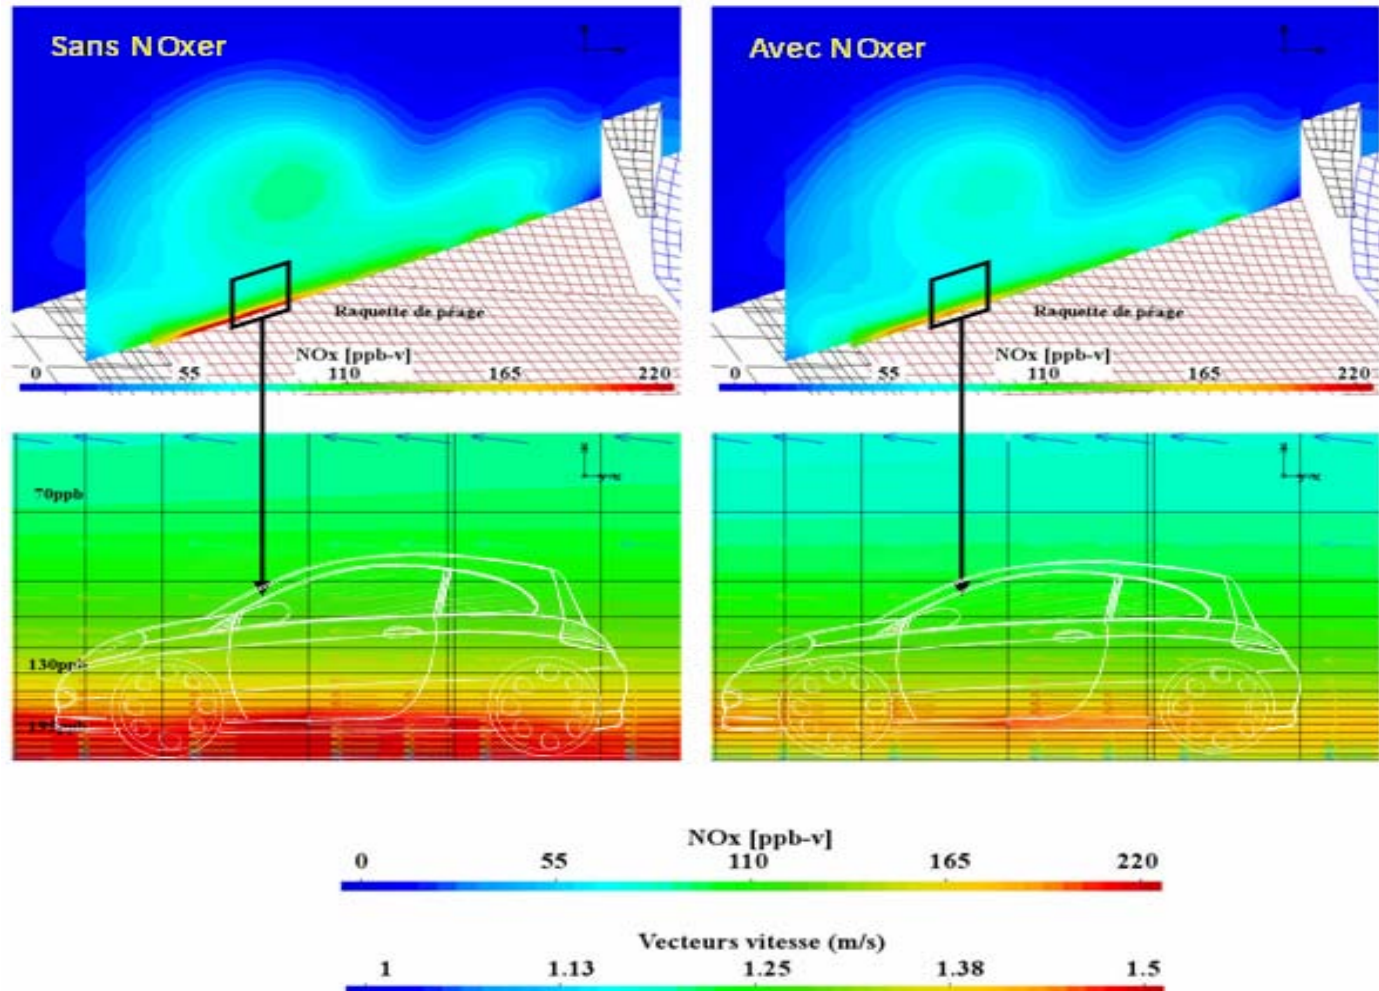 Sans NOxer
Avec NOxer
Raquette de péage
Raquette de péage
NOx [ppb-v]
0 55 110 165 220
NOx [ppb-v]
0 55 110 165 220
70ppb
130ppb
NOx [ppb-v]
0 55 110 165 220
Vecteurs vitesse (m/s)
1 1.13 1.25 1.38 1.5